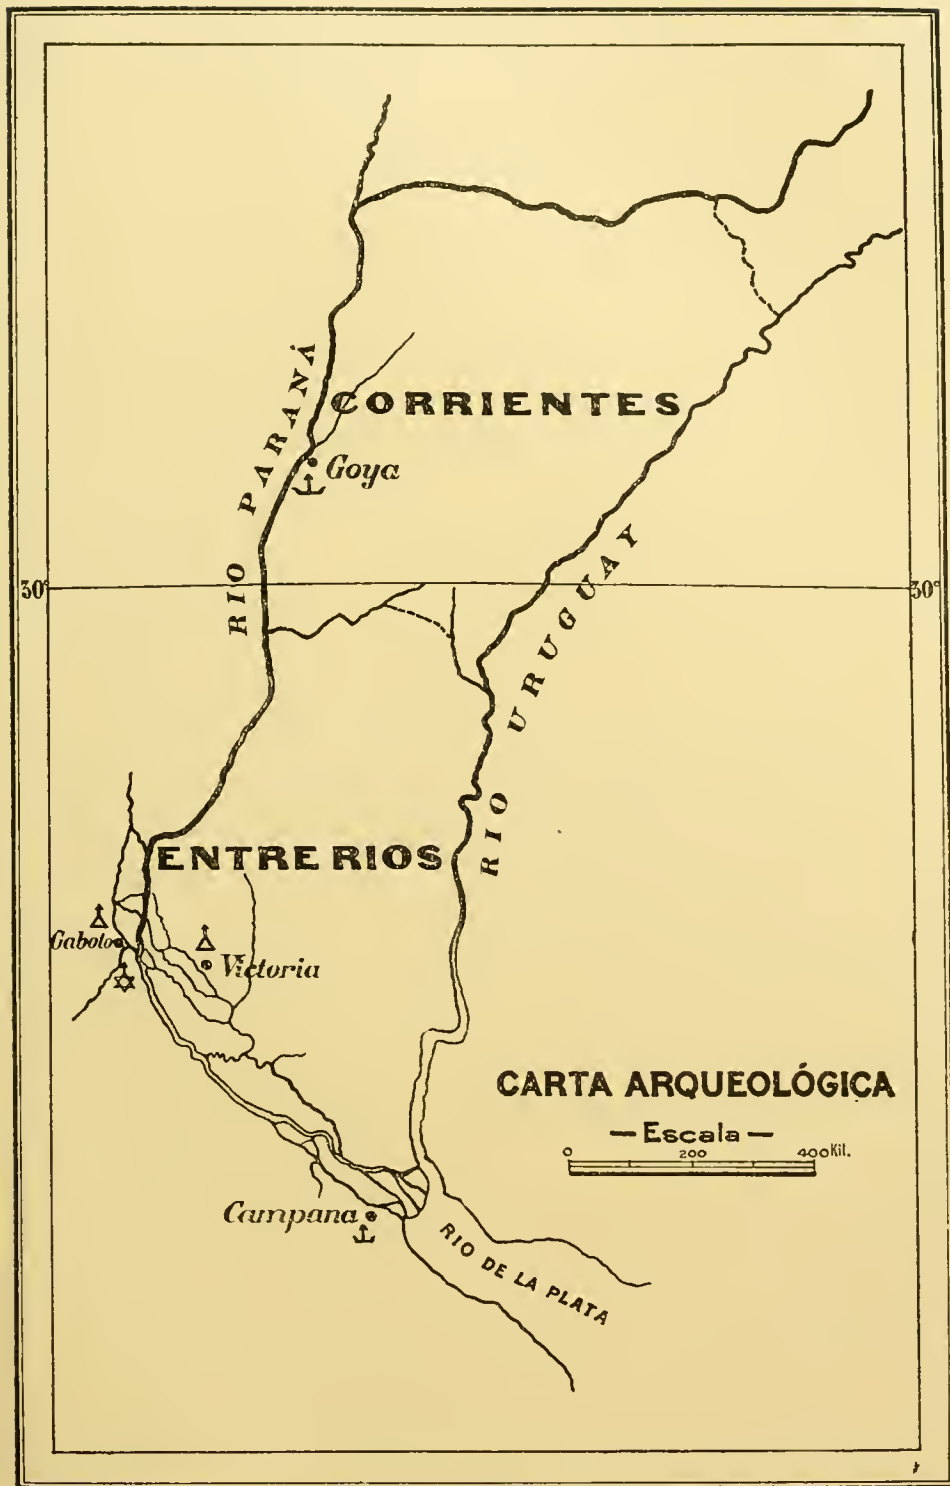 RIO PARANÁ
CORRIENTES
Goya
30°
30°
RIO URUGUAY
ENTRE RIOS
Gaboto
Victoria
CARTA ARQUEOLÓGICA
— Escala —
0 200 400 Kil.
Campana
RIO DE LA PLATA